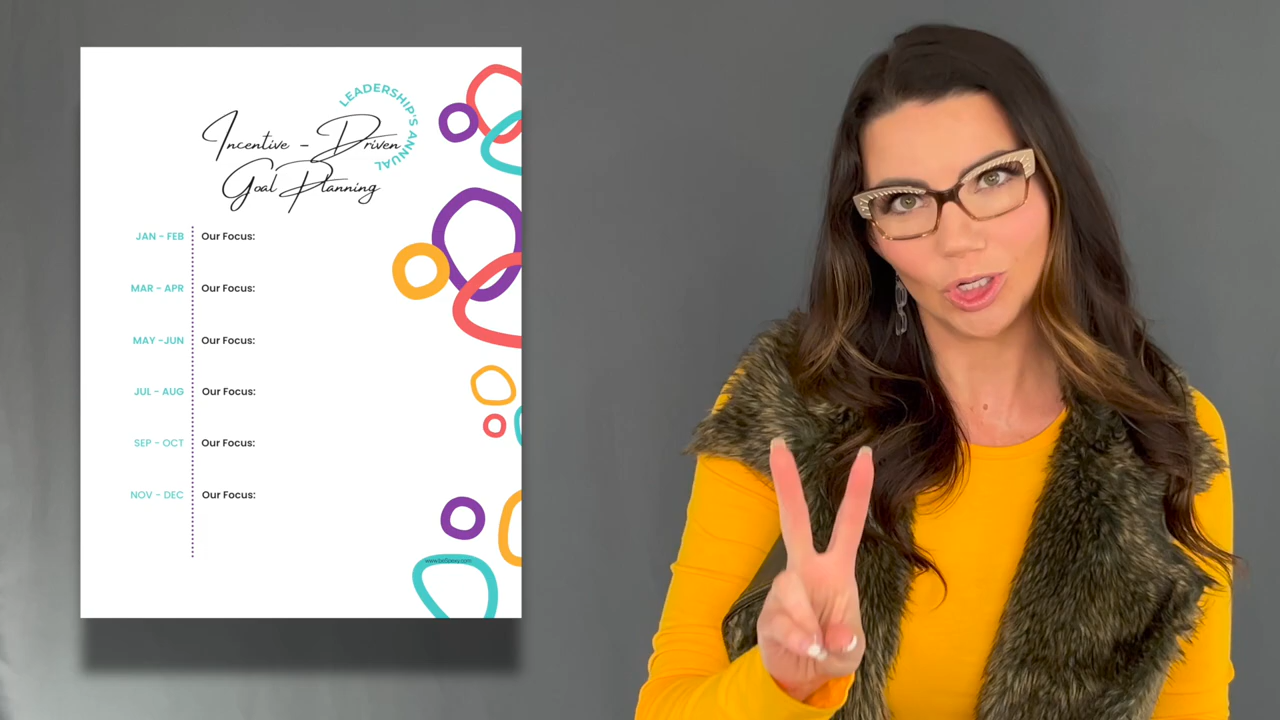 LEADERSHIP'S ANNUAL
Incentive - Driven
Goal Planning
JAN - FEB Our Focus:
MAR - APR Our Focus:
MAY -JUN Our Focus:
JUL - AUG Our Focus:
SEP - OCT Our Focus:
NOV - DEC Our Focus: